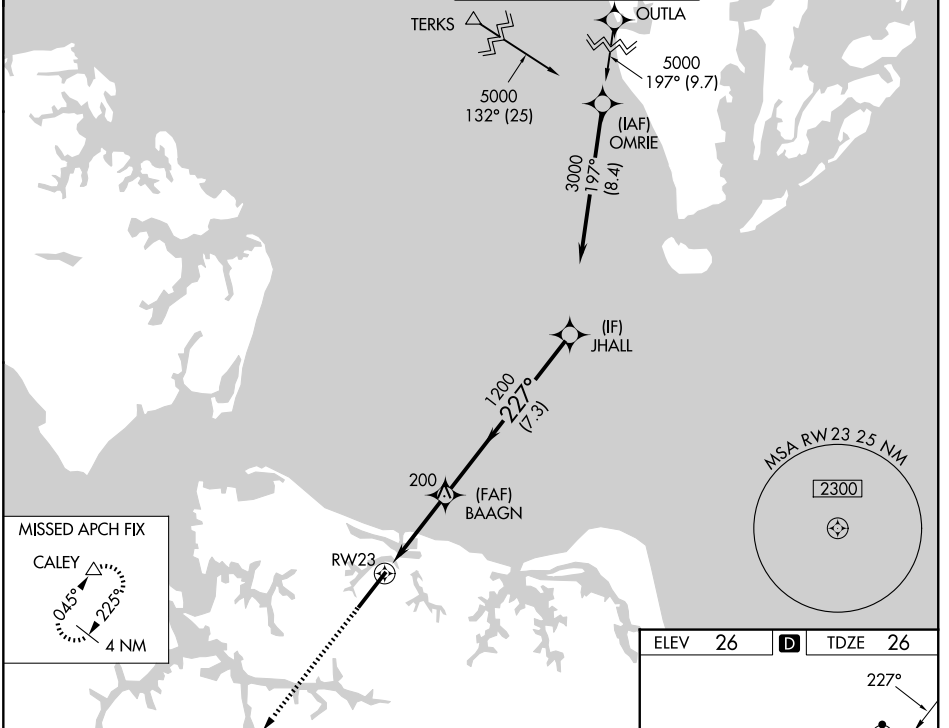 OUTLA
TERKS
5000
197° (9.7)
5000
132° (25)
(IAF)
OMRIE
3000
197°
(8.4)
(IF)
JHALL
1200
227°
(7.3)
MSA RW23 25 NM
2300
200
(FAF)
BAAGN
MISSED APCH FIX
CALEY
045°
225°
4 NM
RW23
ELEV 26 D TDZE 26
227°